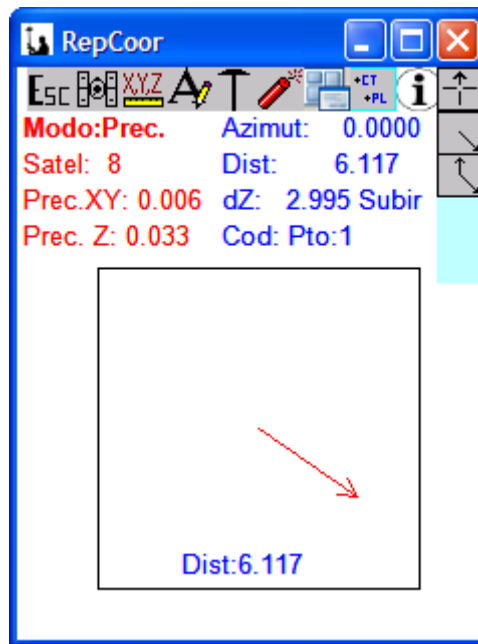 RepCoor
Esc XYZ A T +CT +PL i
Modo:Prec. Azimut: 0.0000
Satel: 8 Dist: 6.117
Prec.XY: 0.006 dZ: 2.995 Subir
Prec. Z: 0.033 Cod: Pto:1
Dist:6.117